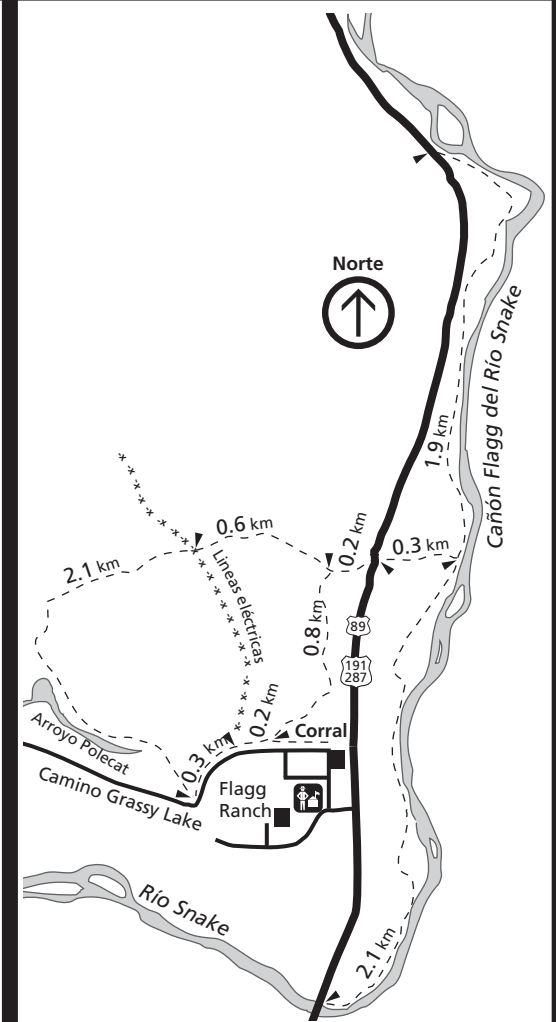 Norte
Cañón Flagg del Río Snake
1.9 km
0.2 km
0.3 km
0.6 km
2.1 km
Líneas eléctricas
0.8 km
89
191
287
0.2 km
Corral
0.3 km
Arroyo Polecat
Camino Grassy Lake
Flagg
Ranch
Río Snake
2.1 km